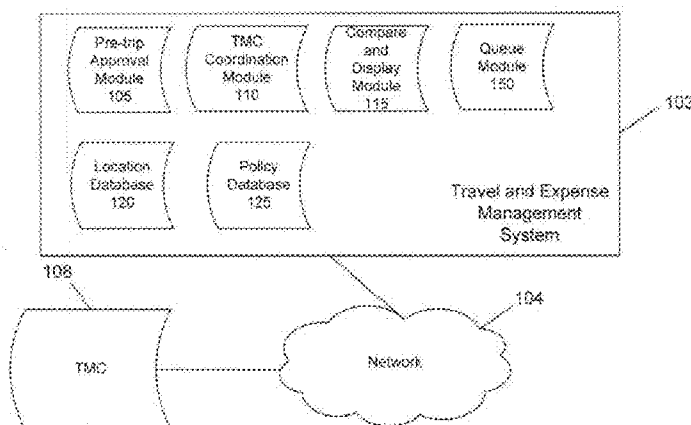 Pre-trip
Approval
Module
105
TMC
Coordination
Module
110
Compare
and
Display
Module
115
Queue
Module
150
103
Location
Database
120
Policy
Database
125
Travel and Expense
Management
System
108
104
TMC
Network